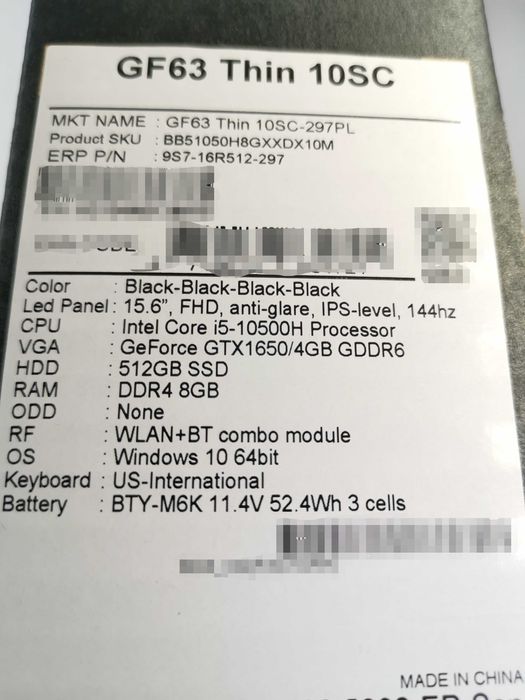 GF63 Thin 10SC
MKT NAME : GF63 Thin 10SC-297PL
Product SKU : BB51050H8GXXDX10M
ERP P/N : 9S7-16R512-297
Color : Black-Black-Black-Black
Led Panel: 15.6”, FHD, anti-glare, IPS-level, 144hz
CPU : Intel Core i5-10500H Processor
VGA : GeForce GTX1650/4GB GDDR6
HDD : 512GB SSD
RAM : DDR4 8GB
ODD : None
RF : WLAN+BT combo module
OS : Windows 10 64bit
Keyboard : US-International
Battery : BTY-M6K 11.4V 52.4Wh 3 cells
MADE IN CHINA